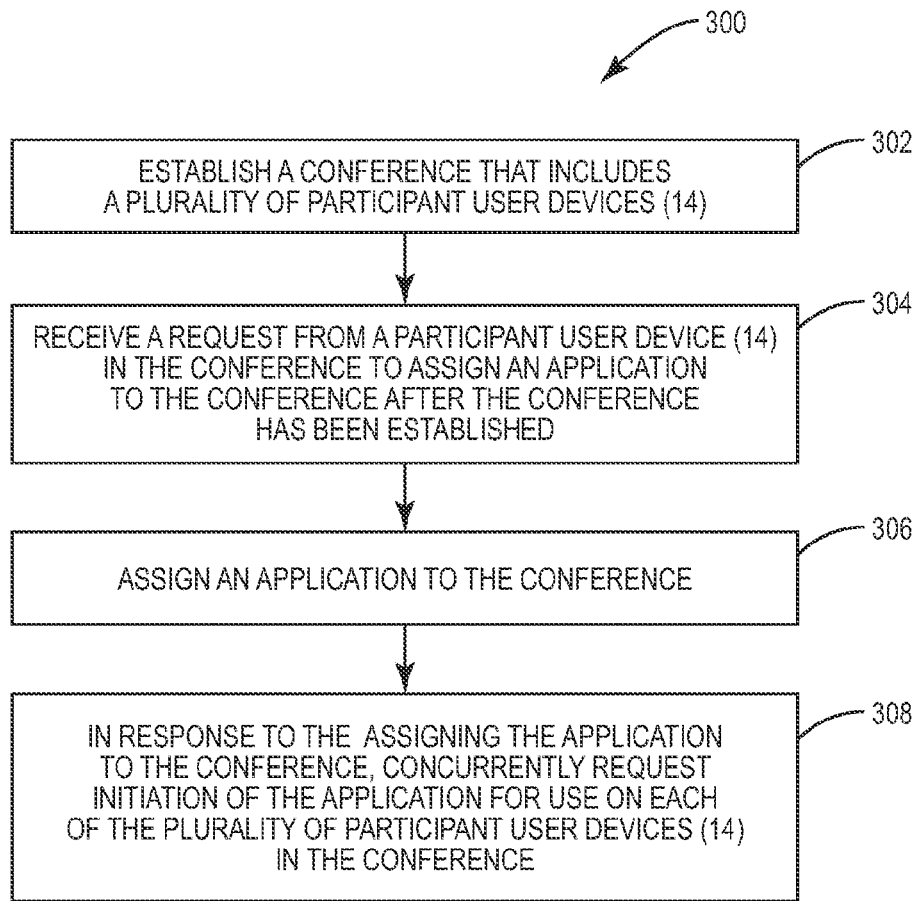 300
302
ESTABLISH A CONFERENCE THAT INCLUDES
A PLURALITY OF PARTICIPANT USER DEVICES (14)
304
RECEIVE A REQUEST FROM A PARTICIPANT USER DEVICE (14)
IN THE CONFERENCE TO ASSIGN AN APPLICATION
TO THE CONFERENCE AFTER THE CONFERENCE
HAS BEEN ESTABLISHED
306
ASSIGN AN APPLICATION TO THE CONFERENCE
308
IN RESPONSE TO THE ASSIGNING THE APPLICATION
TO THE CONFERENCE, CONCURRENTLY REQUEST
INITIATION OF THE APPLICATION FOR USE ON EACH
OF THE PLURALITY OF PARTICIPANT USER DEVICES (14)
IN THE CONFERENCE